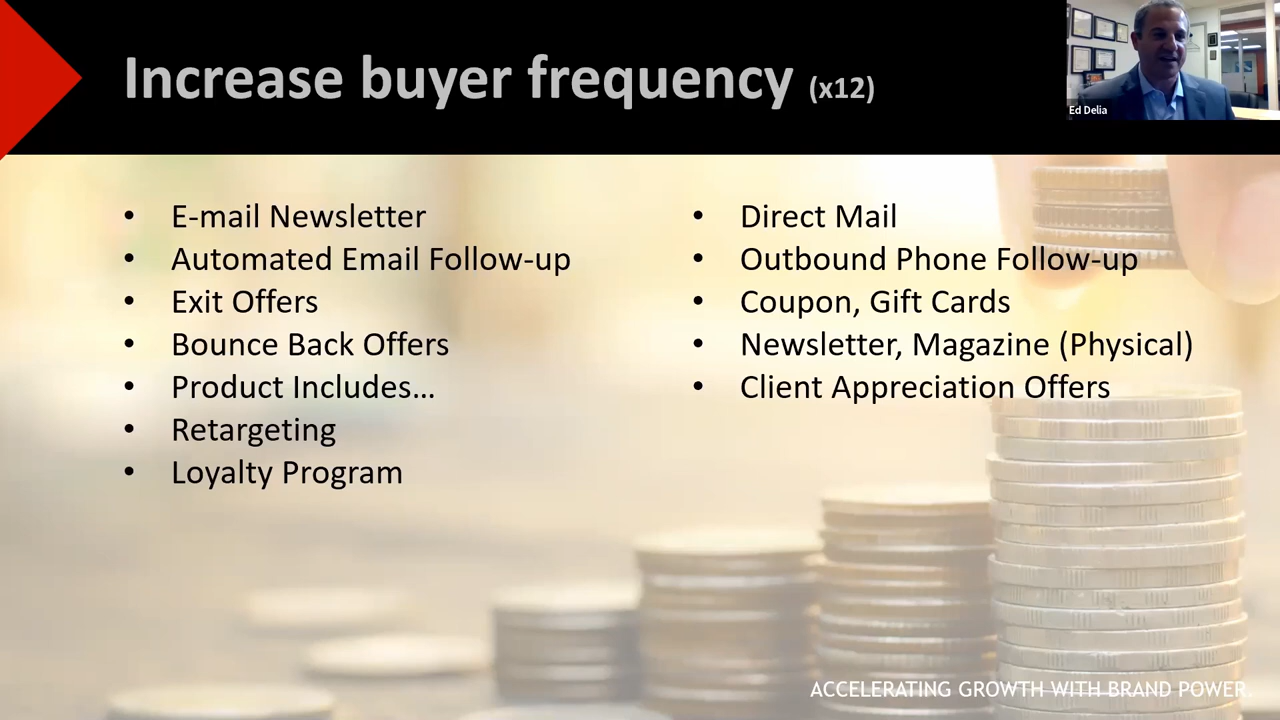 Increase buyer frequency (x12)
Ed Delia
• E-mail Newsletter
• Automated Email Follow-up
• Exit Offers
• Bounce Back Offers
• Product Includes…
• Retargeting
• Loyalty Program
• Direct Mail
• Outbound Phone Follow-up
• Coupon, Gift Cards
• Newsletter, Magazine (Physical)
• Client Appreciation Offers
ACCELERATING GROWTH WITH BRAND POWER.